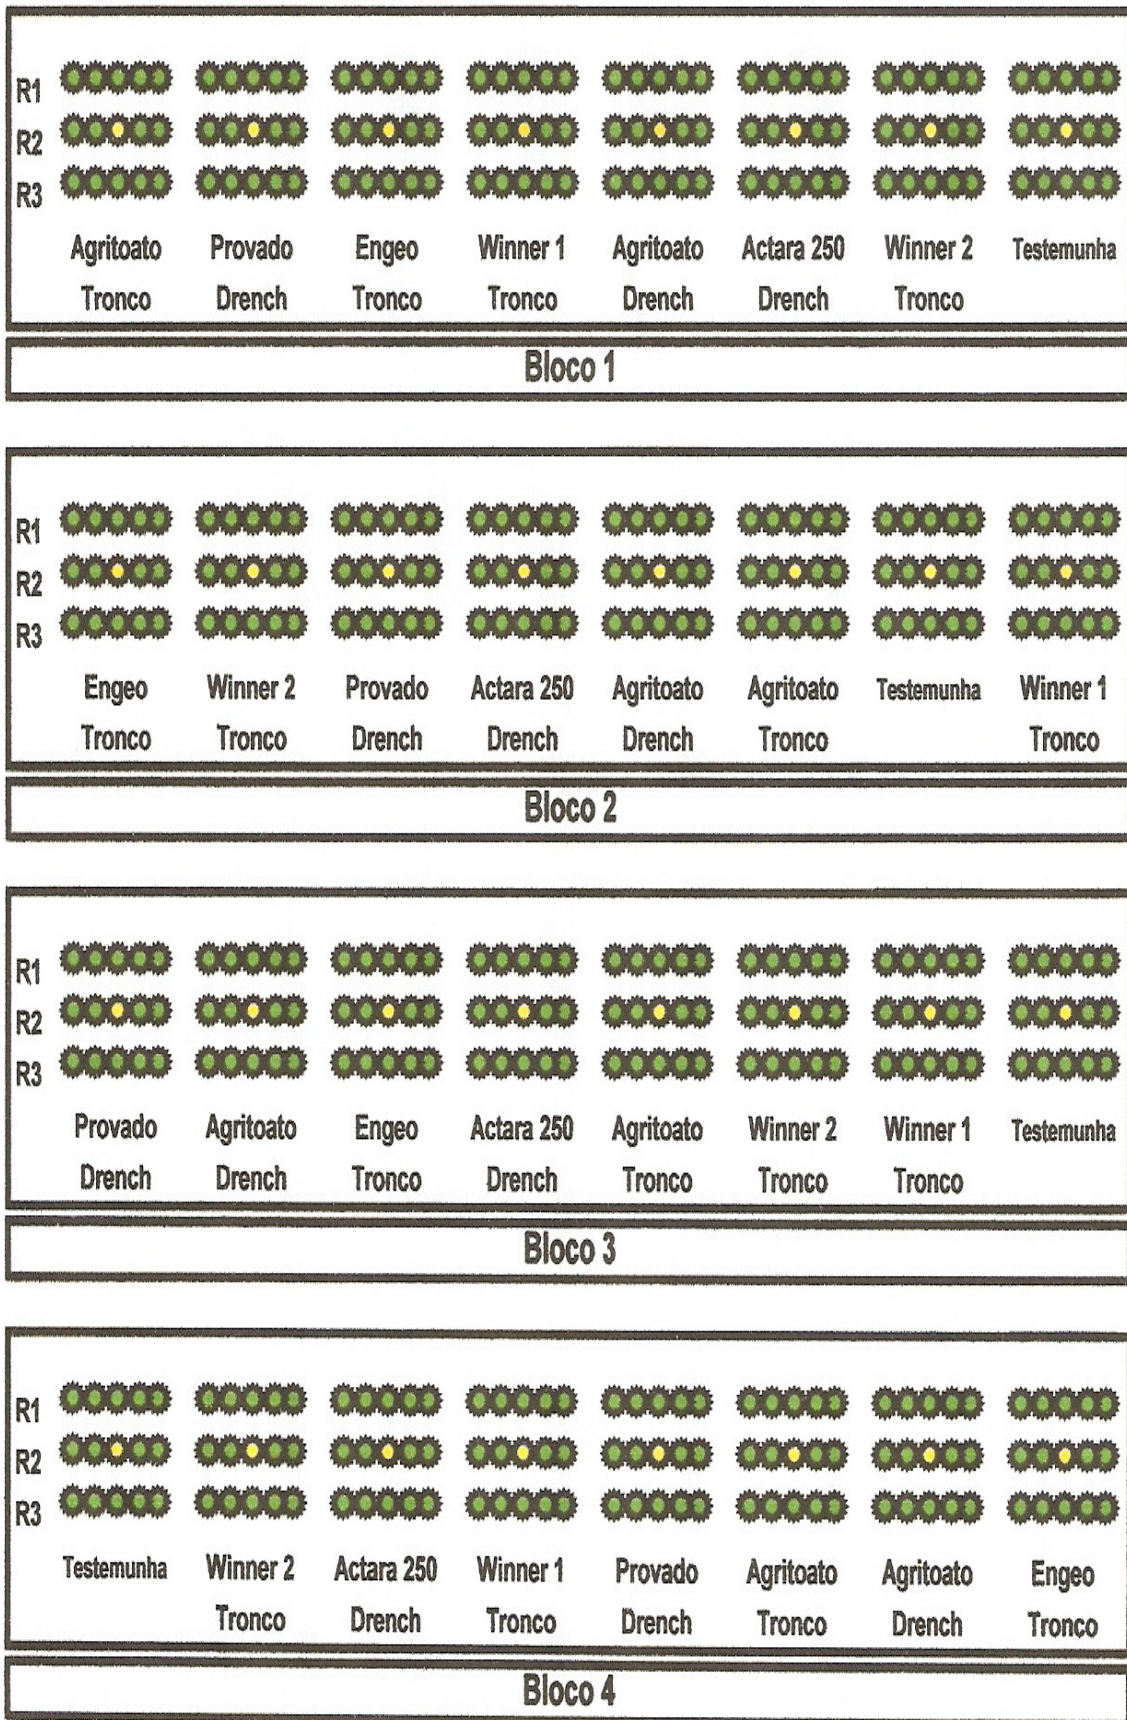 R1
R2
R3
Agritoato Provado Engeo Winner 1 Agritoato Actara 250 Winner 2 Testemunha
Tronco Drench Tronco Tronco Drench Drench Tronco
Bloco 1
R1
R2
R3
Engeo Winner 2 Provado Actara 250 Agritoato Agritoato Testemunha Winner 1
Tronco Tronco Drench Drench Drench Tronco Tronco
Bloco 2
R1
R2
R3
Provado Agritoato Engeo Actara 250 Agritoato Winner 2 Winner 1 Testemunha
Drench Drench Tronco Drench Tronco Tronco Tronco
Bloco 3
R1
R2
R3
Testemunha Winner 2 Actara 250 Winner 1 Provado Agritoato Agritoato Engeo
Tronco Drench Tronco Drench Tronco Drench Tronco
Bloco 4